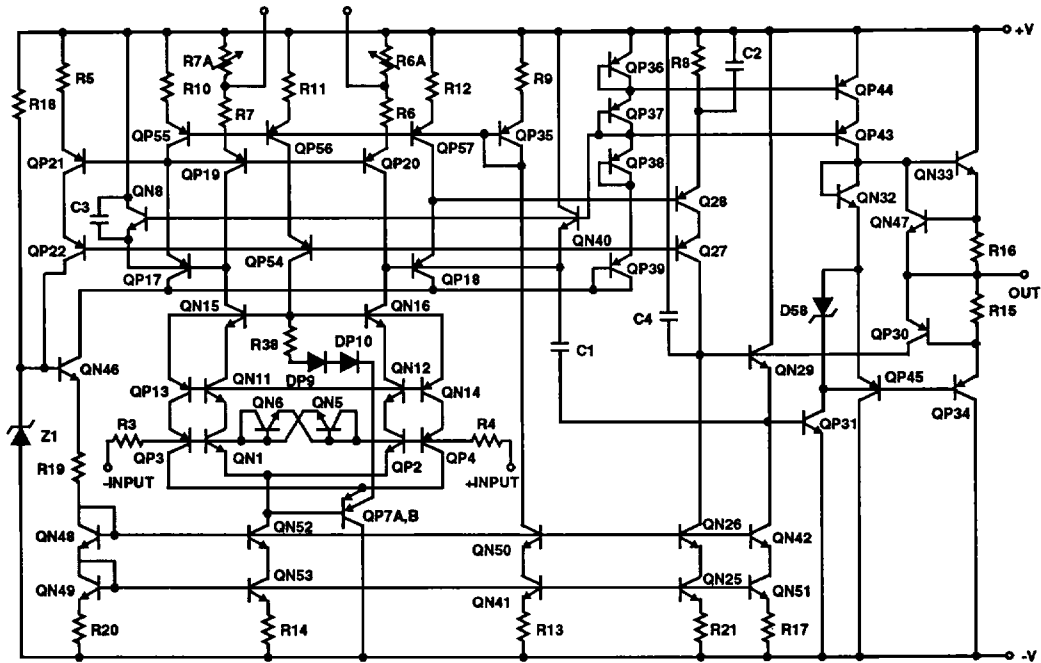 +V
R18
R5
R10
R7A
R7
R11
R6A
R6
R12
R9
QP36
R8
C2
QP44
QP37
QP55
QP56
QP57
QP35
QP43
QP21
QP19
QP20
QP38
QN8
C3
QN32
QN33
QN47
Q28
QP22
QP54
QN40
Q27
R16
QP17
QP18
QP39
OUT
QN15
QN16
D58
R15
R38
DP10
C4
C1
QP30
QN46
DP9
QN29
QN11
QN12
QP13
QN14
QN6
QN5
QP45
QP34
Z1
R3
R4
QP31
QP3
QN1
QP2
QP4
R19
-INPUT
+INPUT
QP7A,B
QN48
QN52
QN50
QN26
QN42
QN49
QN53
QN41
QN25
QN51
R20
R14
R13
R21
R17
-V